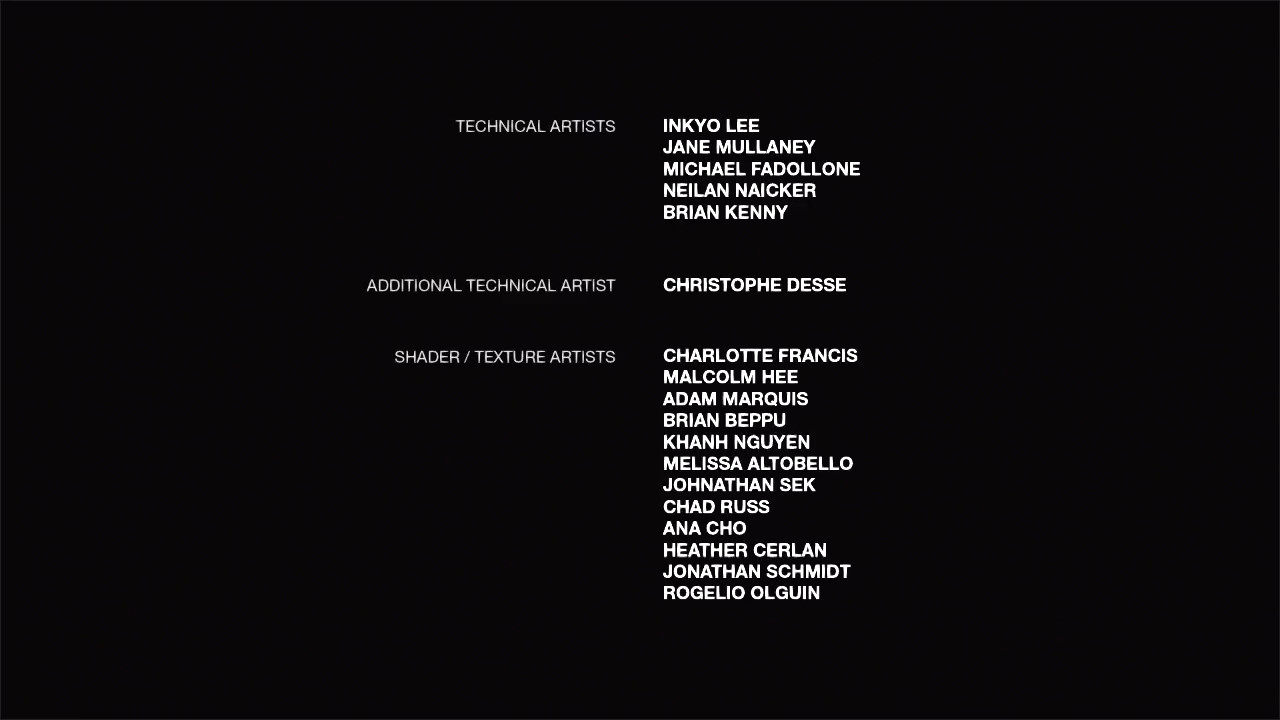 TECHNICAL ARTISTS INKYO LEE
JANE MULLANEY
MICHAEL FADOLLONE
NEILAN NAICKER
BRIAN KENNY
ADDITIONAL TECHNICAL ARTIST CHRISTOPHE DESSE
SHADER / TEXTURE ARTISTS CHARLOTTE FRANCIS
MALCOLM HEE
ADAM MARQUIS
BRIAN BEPPU
KHANH NGUYEN
MELISSA ALTOBELLO
JOHNATHAN SEK
CHAD RUSS
ANA CHO
HEATHER CERLAN
JONATHAN SCHMIDT
ROGELIO OLGUIN